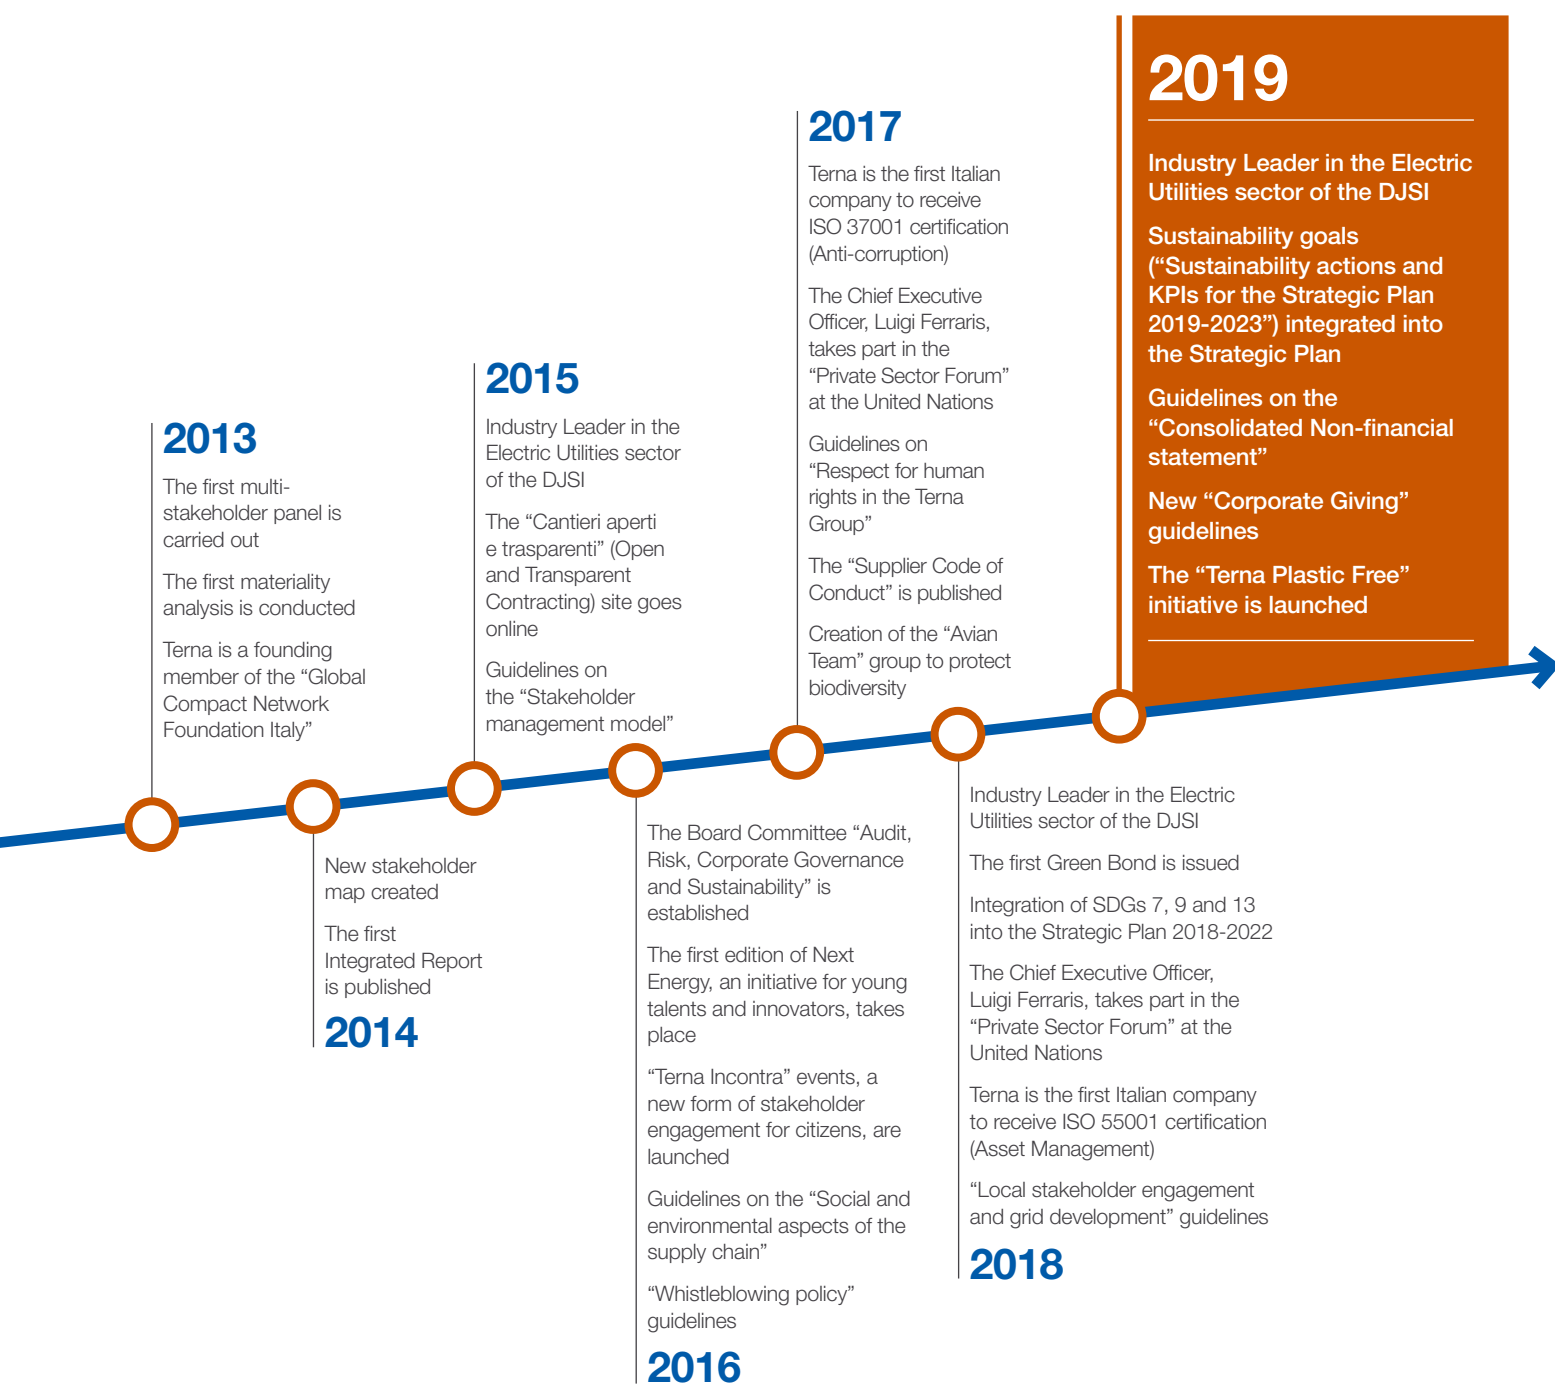 2013
The first multi-
stakeholder panel is
carried out
The first materiality
analysis is conducted
Terna is a founding
member of the “Global
Compact Network
Foundation Italy”
New stakeholder
map created
The first
Integrated Report
is published
2014
2015
Industry Leader in the
Electric Utilities sector
of the DJSI
The “Cantieri aperti
e trasparenti” (Open
and Transparent
Contracting) site goes
online
Guidelines on
the “Stakeholder
management model”
The Board Committee “Audit,
Risk, Corporate Governance
and Sustainability” is
established
The first edition of Next
Energy, an initiative for young
talents and innovators, takes
place
“Terna Incontra” events, a
new form of stakeholder
engagement for citizens, are
launched
Guidelines on the “Social and
environmental aspects of the
supply chain”
“Whistleblowing policy”
guidelines
2016
2017
Terna is the first Italian
company to receive
ISO 37001 certification
(Anti-corruption)
The Chief Executive
Officer, Luigi Ferraris,
takes part in the
“Private Sector Forum”
at the United Nations
Guidelines on
“Respect for human
rights in the Terna
Group”
The “Supplier Code of
Conduct” is published
Creation of the “Avian
Team” group to protect
biodiversity
Industry Leader in the Electric
Utilities sector of the DJSI
The first Green Bond is issued
Integration of SDGs 7, 9 and 13
into the Strategic Plan 2018-2022
The Chief Executive Officer,
Luigi Ferraris, takes part in the
“Private Sector Forum” at the
United Nations
Terna is the first Italian company
to receive ISO 55001 certification
(Asset Management)
“Local stakeholder engagement
and grid development” guidelines
2018
2019
Industry Leader in the Electric
Utilities sector of the DJSI
Sustainability goals
(“Sustainability actions and
KPIs for the Strategic Plan
2019-2023”) integrated into
the Strategic Plan
Guidelines on the
“Consolidated Non-financial
statement”
New “Corporate Giving”
guidelines
The “Terna Plastic Free”
initiative is launched